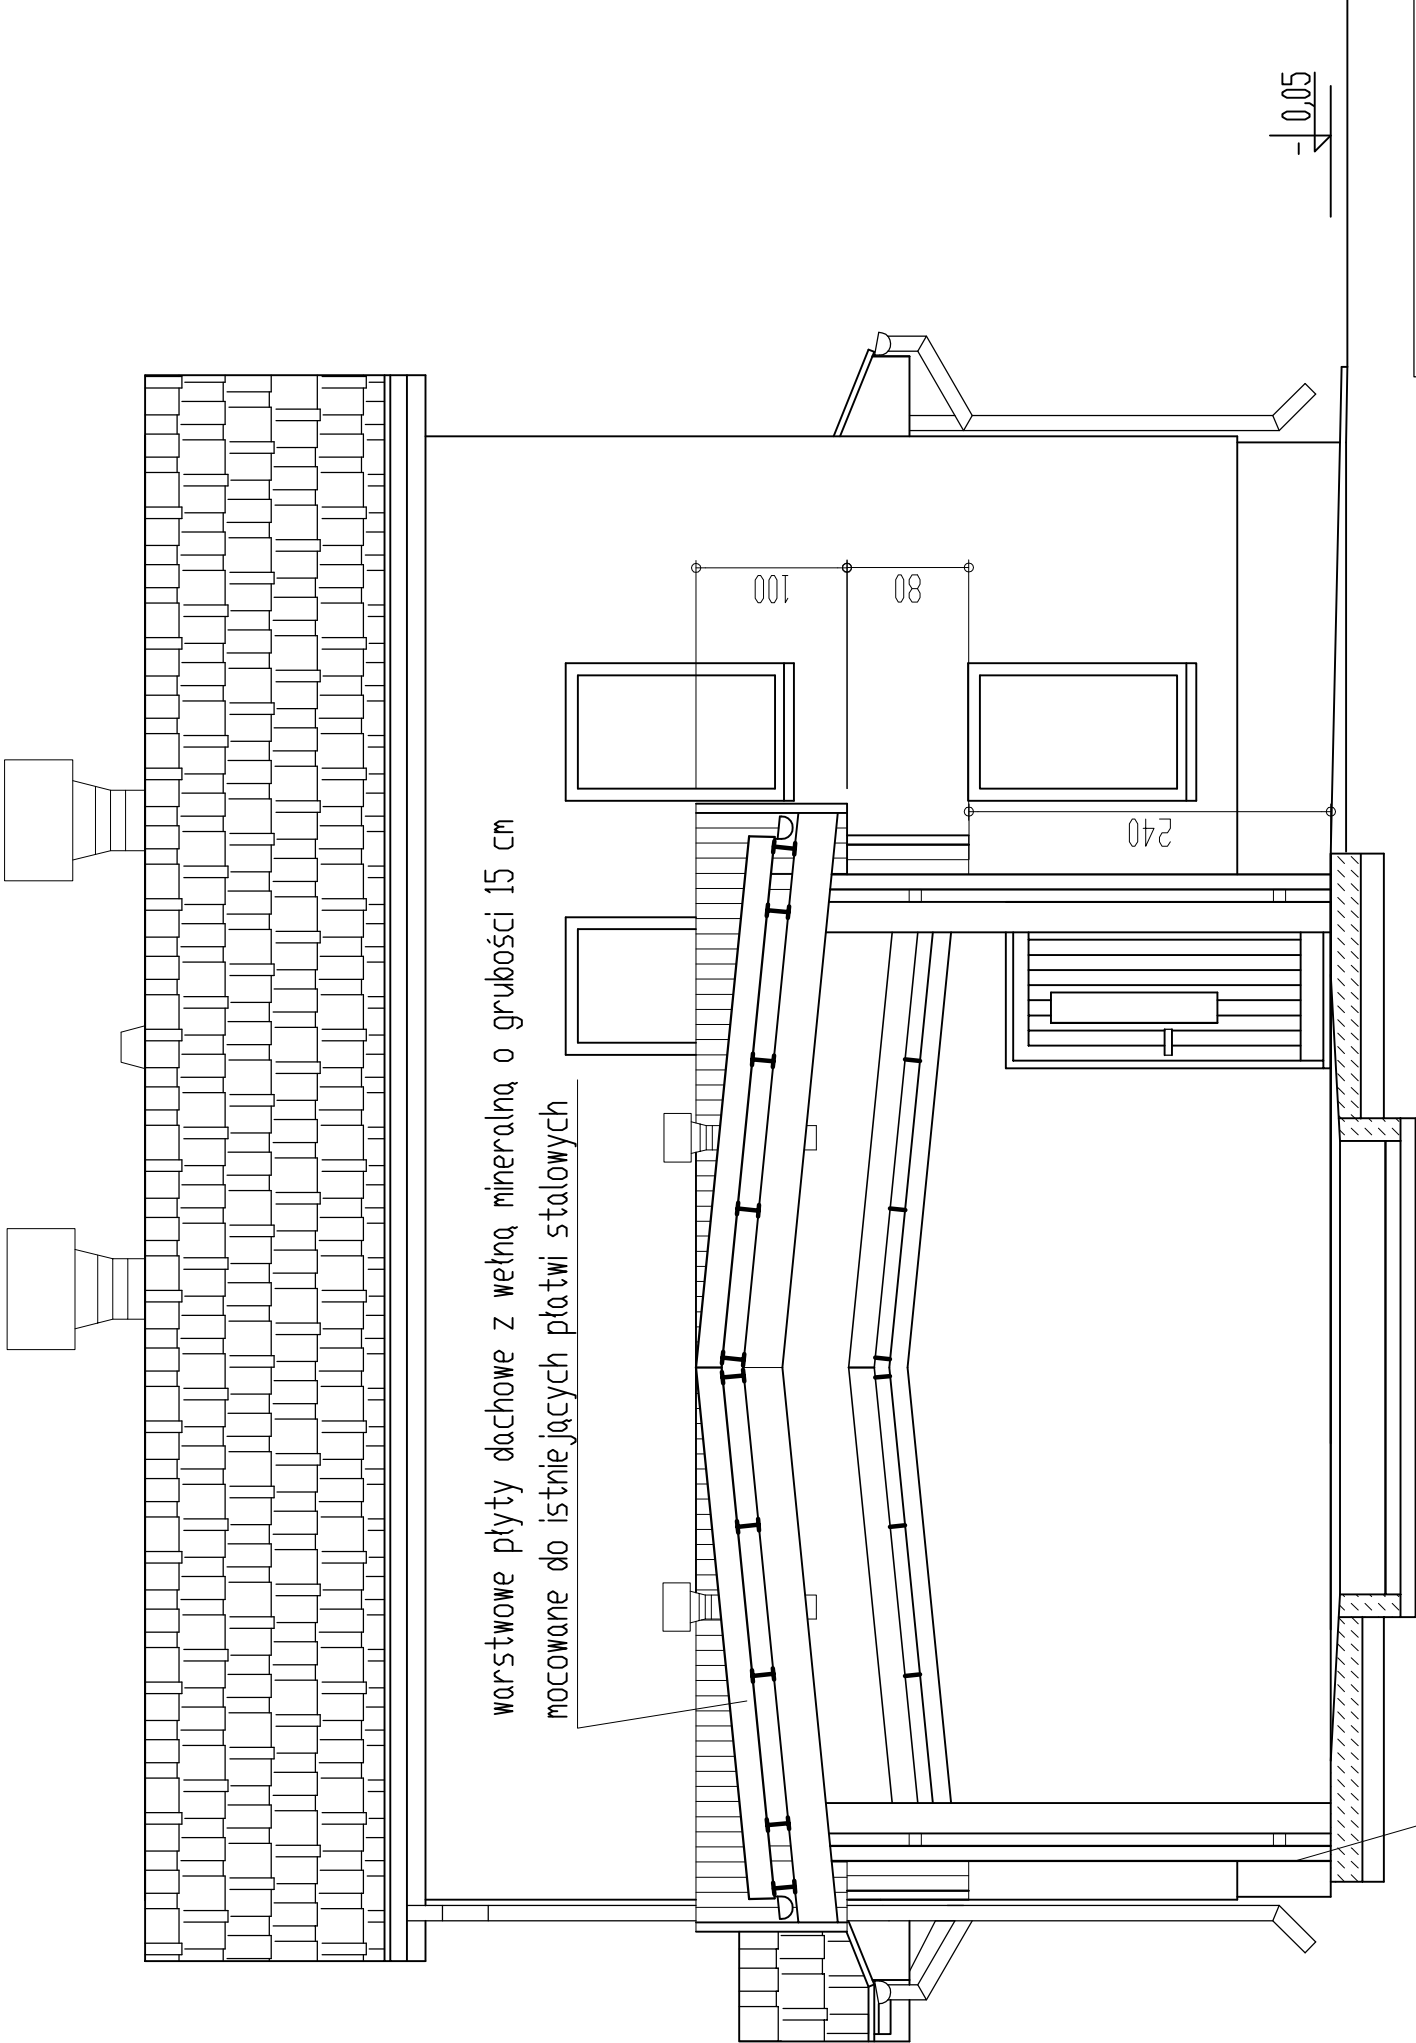 warstwowe płyty dachowe z wełną mineralną o grubości 15 cm
mocowane do istniejących płatwi stalowych
100
80
240
- 0,05